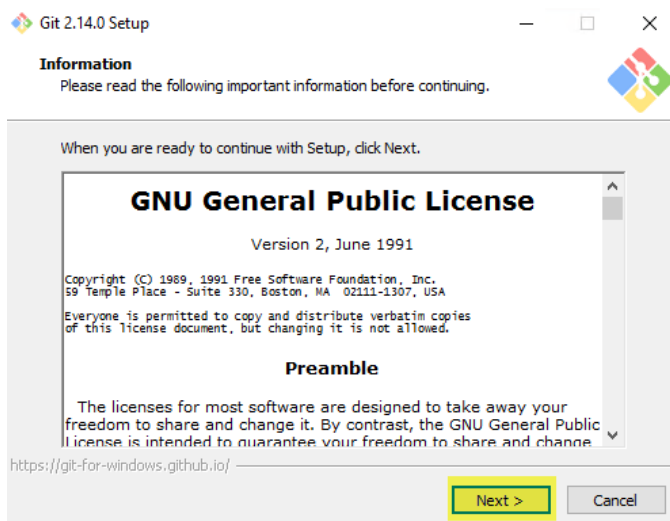 Git 2.14.0 Setup
Information
Please read the following important information before continuing.
When you are ready to continue with Setup, click Next.
GNU General Public License
Version 2, June 1991
Copyright (C) 1989, 1991 Free Software Foundation, Inc.
59 Temple Place - Suite 330, Boston, MA  02111-1307, USA
Everyone is permitted to copy and distribute verbatim copies
of this license document, but changing it is not allowed.
Preamble
The licenses for most software are designed to take away your
freedom to share and change it. By contrast, the GNU General Public
License is intended to guarantee your freedom to share and change
https://git-for-windows.github.io/
Next >
Cancel